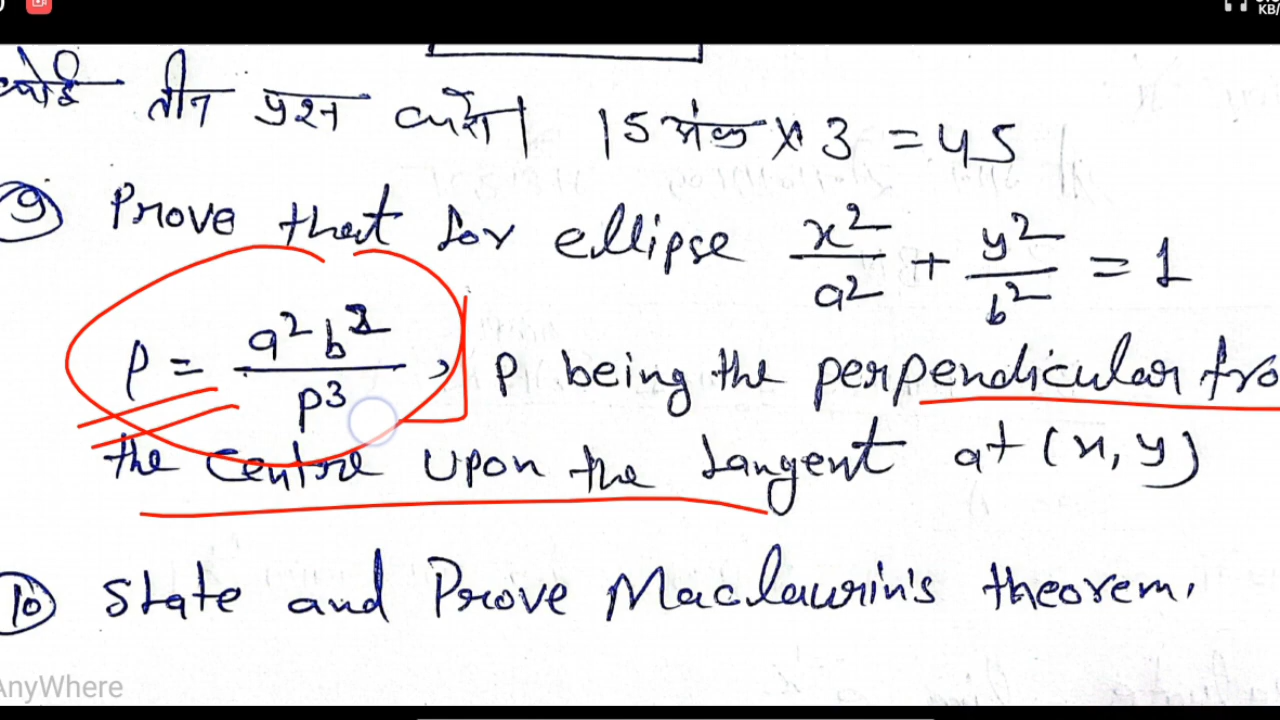 कोई तीन प्रश्न करें। 15 अंक × 3 = 45
9 Prove that for ellipse x²/a² + y²/b² = 1
P = a²b²/p³, P being the perpendicular fro
the centre upon the tangent at (x, y)
10 State and Prove Maclaurin's theorem.
AnyWhere
KB/